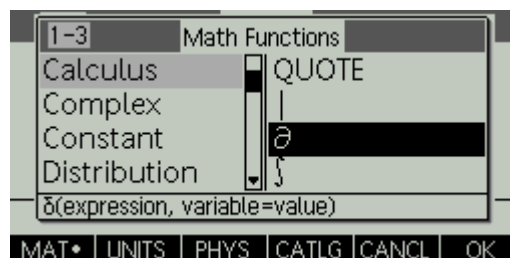 1-3 Math Functions
Calculus QUOTE
Complex |
Constant ∂
Distribution ∫
δ(expression, variable=value)
MAT• UNITS PHYS CATLG CANCL OK